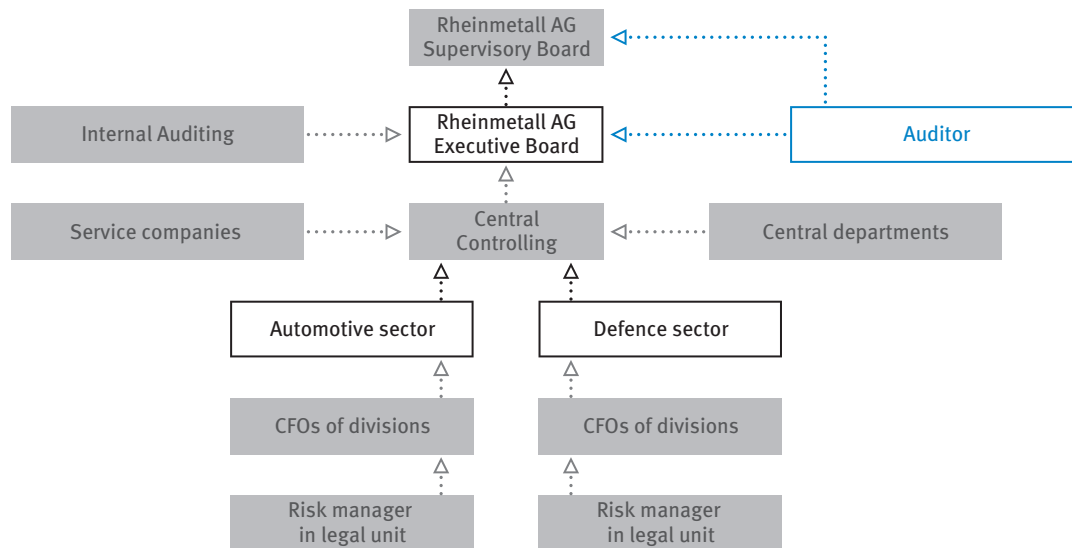 Rheinmetall AG
Supervisory Board
Internal Auditing
Rheinmetall AG
Executive Board
Auditor
Service companies
Central
Controlling
Central departments
Automotive sector
Defence sector
CFOs of divisions
CFOs of divisions
Risk manager
in legal unit
Risk manager
in legal unit